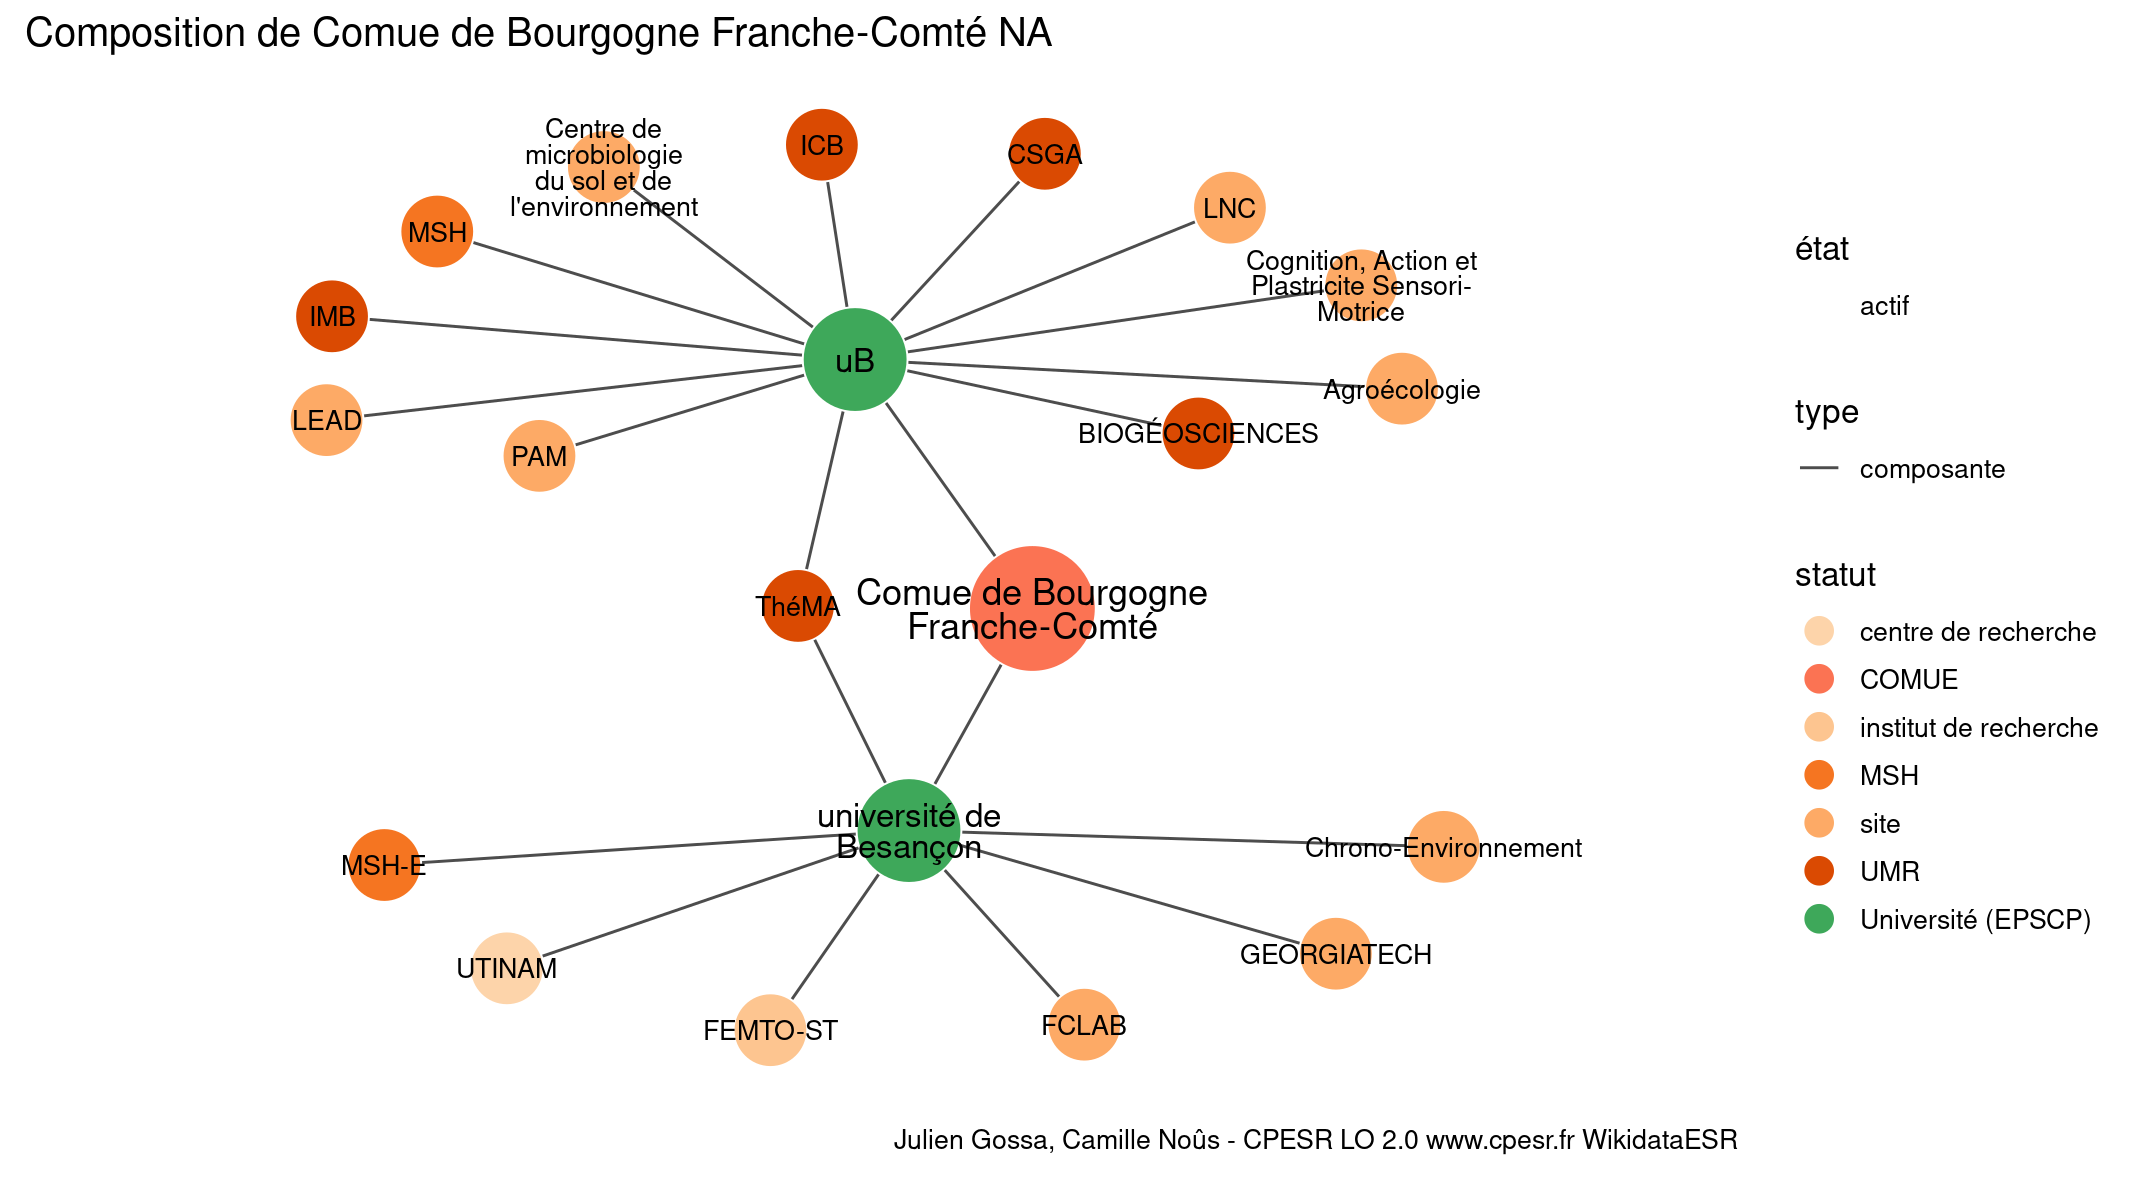 Composition de Comue de Bourgogne Franche-Comté NA
Centre de
microbiologie
du sol et de
l'environnement
ICB
CSGA
LNC
MSH
Cognition, Action et
Plastricite Sensori-
Motrice
IMB
uB
Agroécologie
LEAD
PAM
BIOGÉOSCIENCES
ThéMA
Comue de Bourgogne
Franche-Comté
université de
Besançon
MSH-E
Chrono-Environnement
UTINAM
GEORGIATECH
FEMTO-ST
FCLAB
état
actif
type
composante
statut
centre de recherche
COMUE
institut de recherche
MSH
site
UMR
Université (EPSCP)
Julien Gossa, Camille Noûs - CPESR LO 2.0 www.cpesr.fr WikidataESR